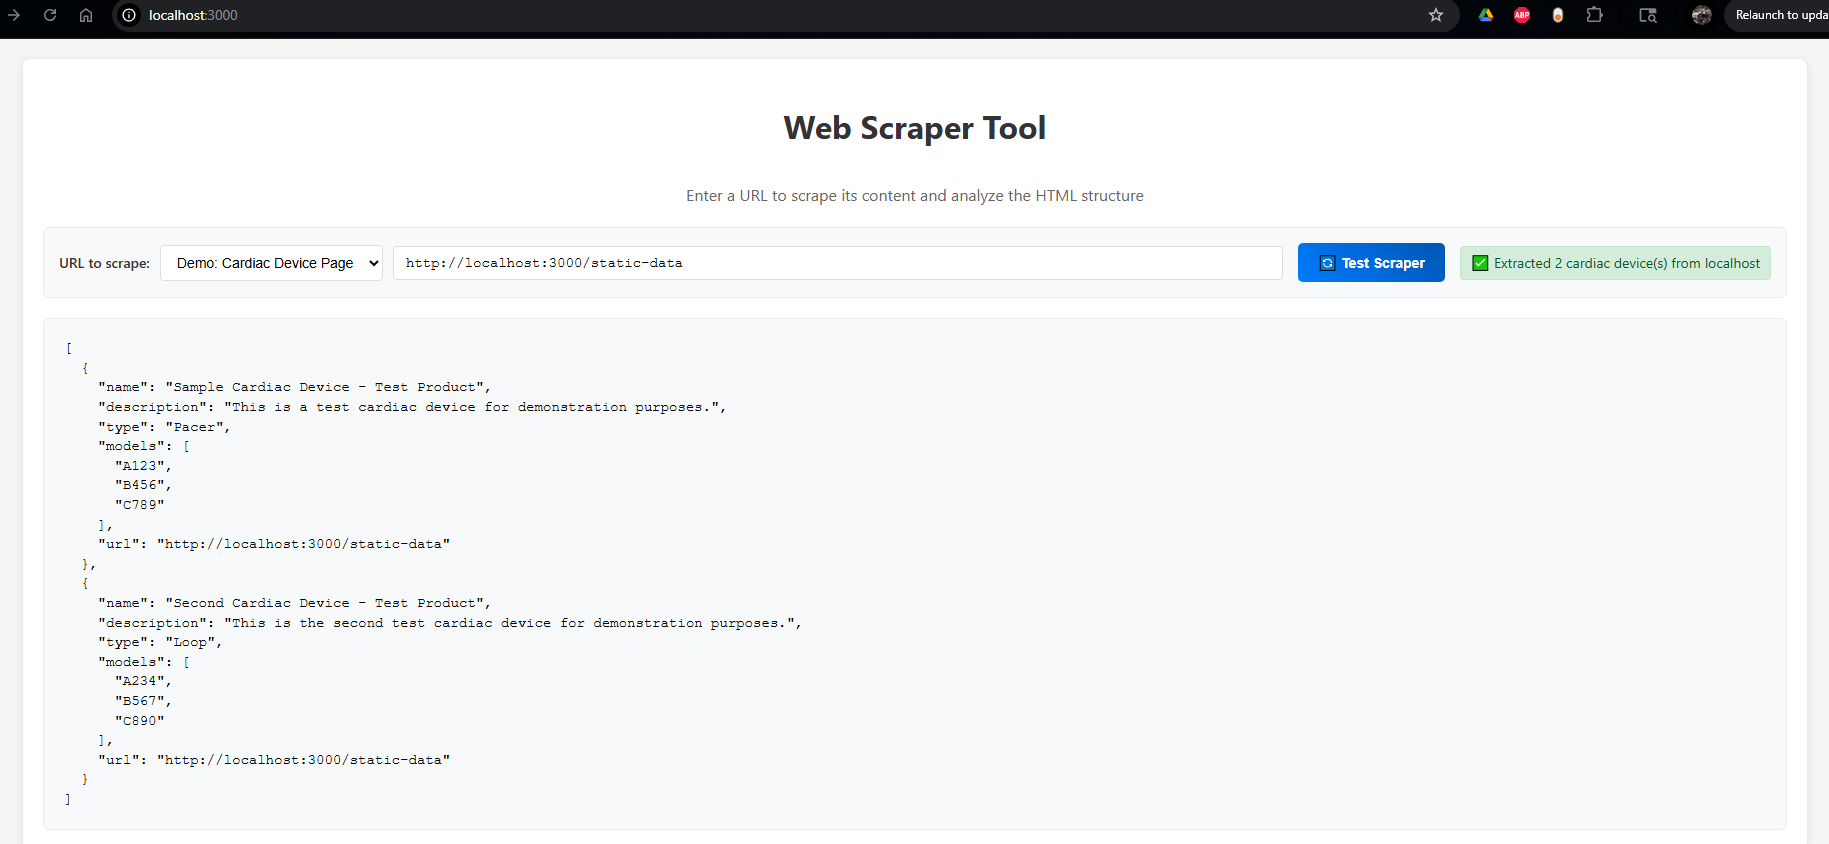 localhost:3000
ABP
Relaunch to upda
Web Scraper Tool
Enter a URL to scrape its content and analyze the HTML structure
URL to scrape: Demo: Cardiac Device Page http://localhost:3000/static-data Test Scraper Extracted 2 cardiac device(s) from localhost
[
  {
    "name": "Sample Cardiac Device - Test Product",
    "description": "This is a test cardiac device for demonstration purposes.",
    "type": "Pacer",
    "models": [
      "A123",
      "B456",
      "C789"
    ],
    "url": "http://localhost:3000/static-data"
  },
  {
    "name": "Second Cardiac Device - Test Product",
    "description": "This is the second test cardiac device for demonstration purposes.",
    "type": "Loop",
    "models": [
      "A234",
      "B567",
      "C890"
    ],
    "url": "http://localhost:3000/static-data"
  }
]